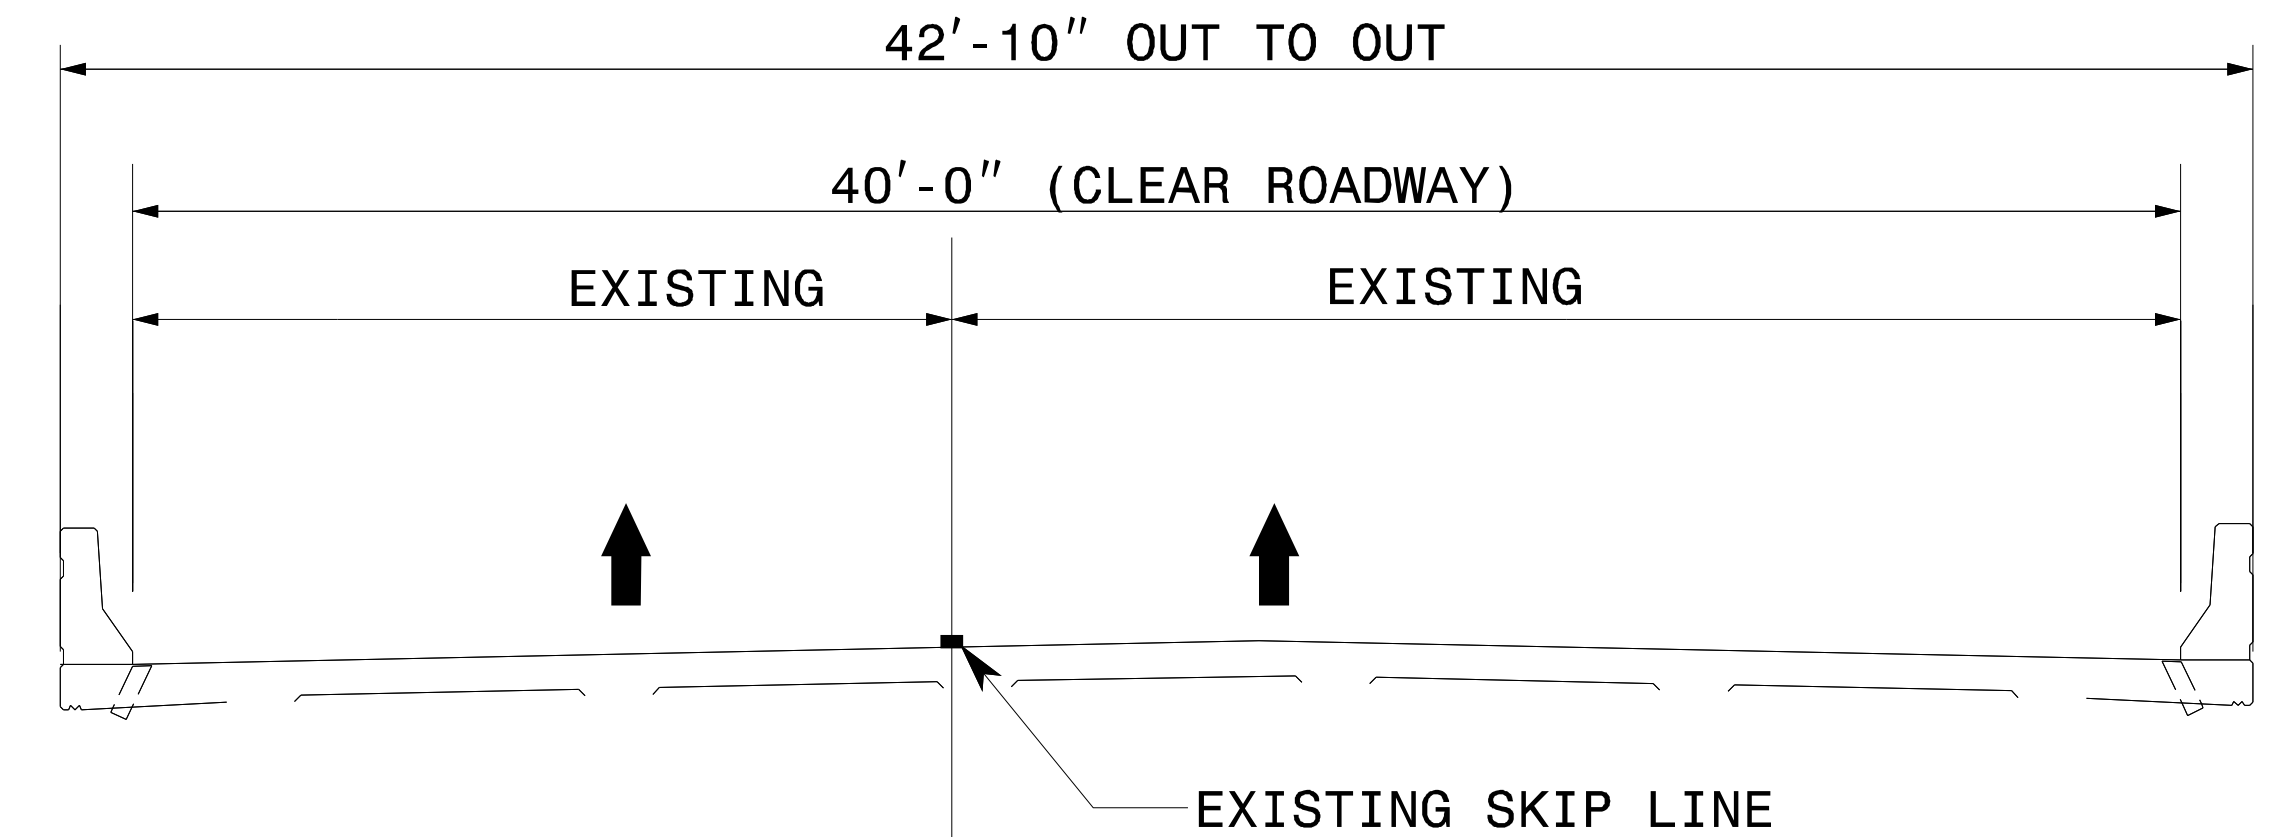 42'-10" OUT TO OUT
40'-0" (CLEAR ROADWAY)
EXISTING
EXISTING
EXISTING SKIP LINE